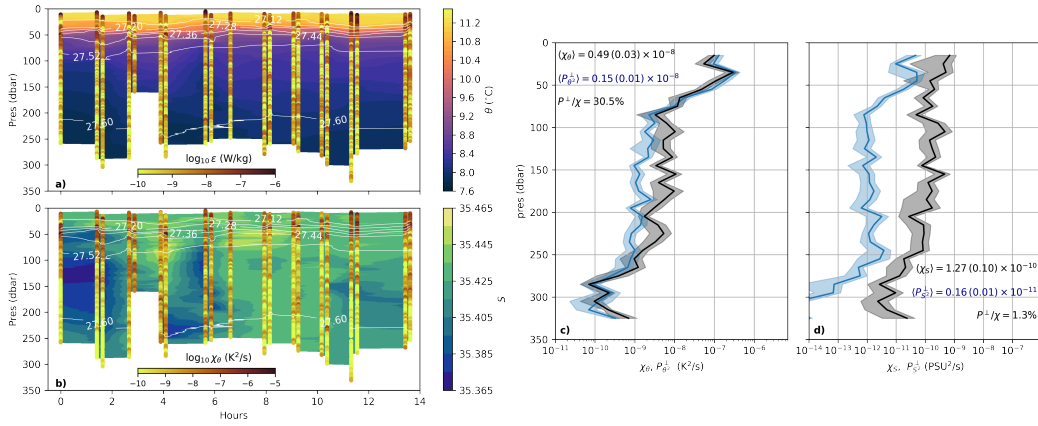 0
50
100
150
200
250
300
350
Pres (dbar)
27.20
27.28
27.12
27.36
27.44
27.52
27.60
27.60
log₁₀ ε (W/kg)
−10 −9 −8 −7 −6
a)
11.2
10.8
10.4
10.0
9.6
9.2
8.8
8.4
8.0
7.6
θ (°C)
0
50
100
150
200
250
300
350
Pres (dbar)
27.20
27.28
27.12
27.36
27.44
27.52
27.60
log₁₀ χθ (K²/s)
−10 −9 −8 −7 −6 −5
b)
0 2 4 6 8 10 12 14
Hours
35.465
35.445
35.424
35.404
35.385
35.365
S
0
50
100
150
200
250
300
350
pres (dbar)
⟨χθ⟩ = 0.49 (0.03) × 10⁻⁸
⟨P⊥θ²⟩ = 0.15 (0.01) × 10⁻⁸
P⊥/χ = 30.5%
c)
10⁻¹¹ 10⁻¹⁰ 10⁻⁹ 10⁻⁸ 10⁻⁷ 10⁻⁶
χθ, P⊥θ² (K²/s)
⟨χS⟩ = 1.27 (0.10) × 10⁻¹⁰
⟨P⊥S²⟩ = 0.16 (0.01) × 10⁻¹¹
P⊥/χ = 1.3%
d)
10⁻¹⁴ 10⁻¹³ 10⁻¹² 10⁻¹¹ 10⁻¹⁰ 10⁻⁹ 10⁻⁸ 10⁻⁷
χS, P⊥S² (PSU²/s)